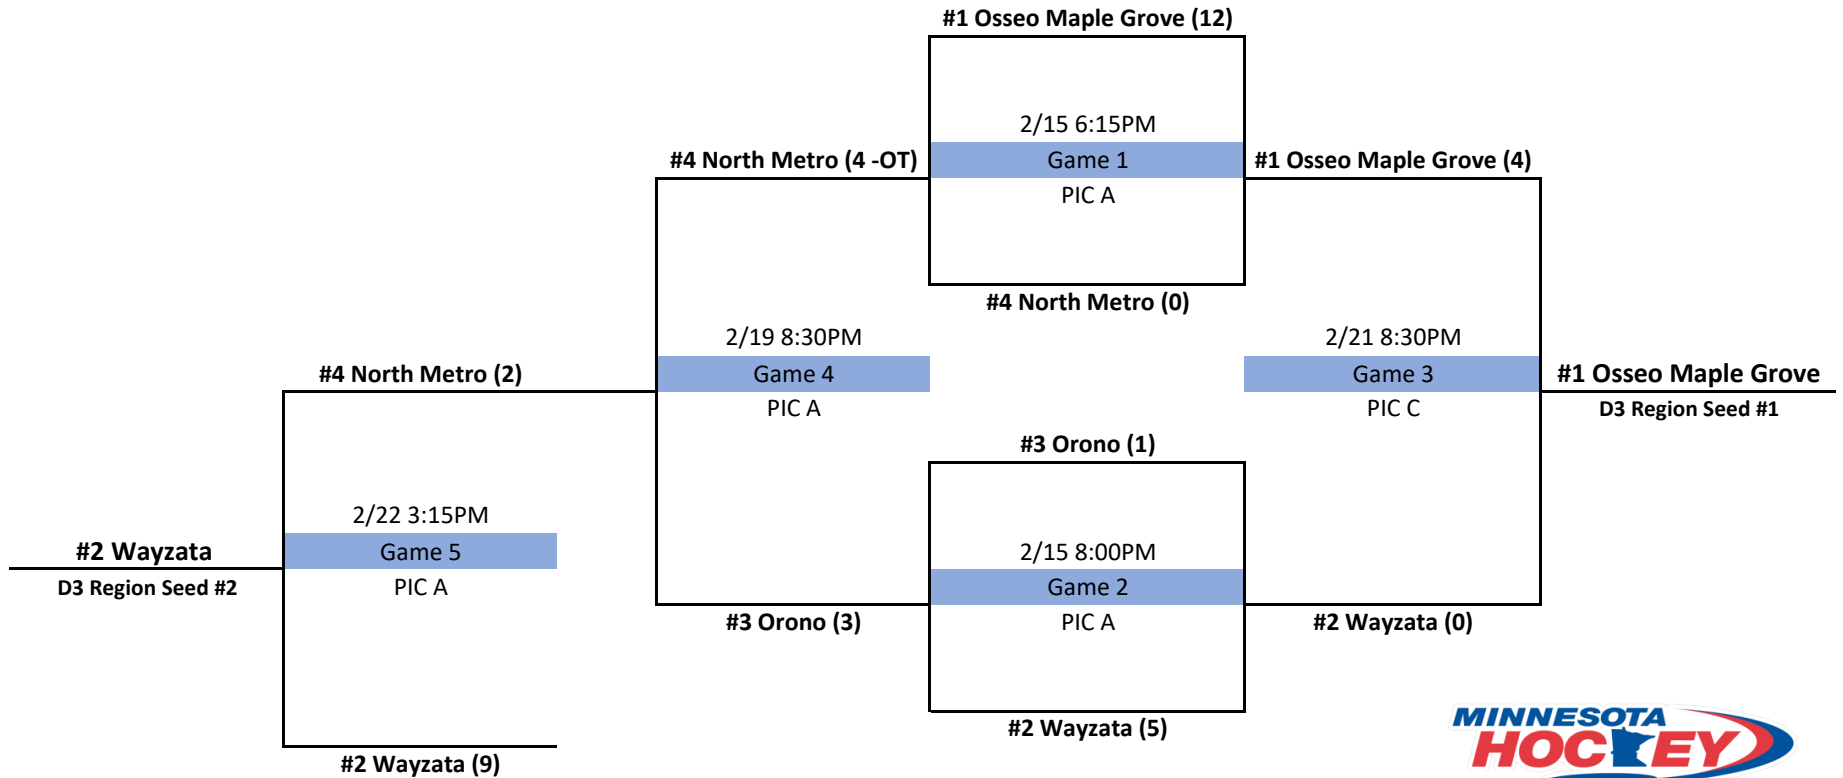 #1 Osseo Maple Grove (12)
2/15 6:15PM
#4 North Metro (4 -OT)
Game 1
#1 Osseo Maple Grove (4)
PIC A
#4 North Metro (0)
2/19 8:30PM
2/21 8:30PM
#4 North Metro (2)
Game 4
Game 3
#1 Osseo Maple Grove
PIC A
PIC C
D3 Region Seed #1
#3 Orono (1)
2/22 3:15PM
#2 Wayzata
Game 5
2/15 8:00PM
D3 Region Seed #2
PIC A
Game 2
#3 Orono (3)
PIC A
#2 Wayzata (0)
#2 Wayzata (5)
#2 Wayzata (9)
MINNESOTA
HOCKEY